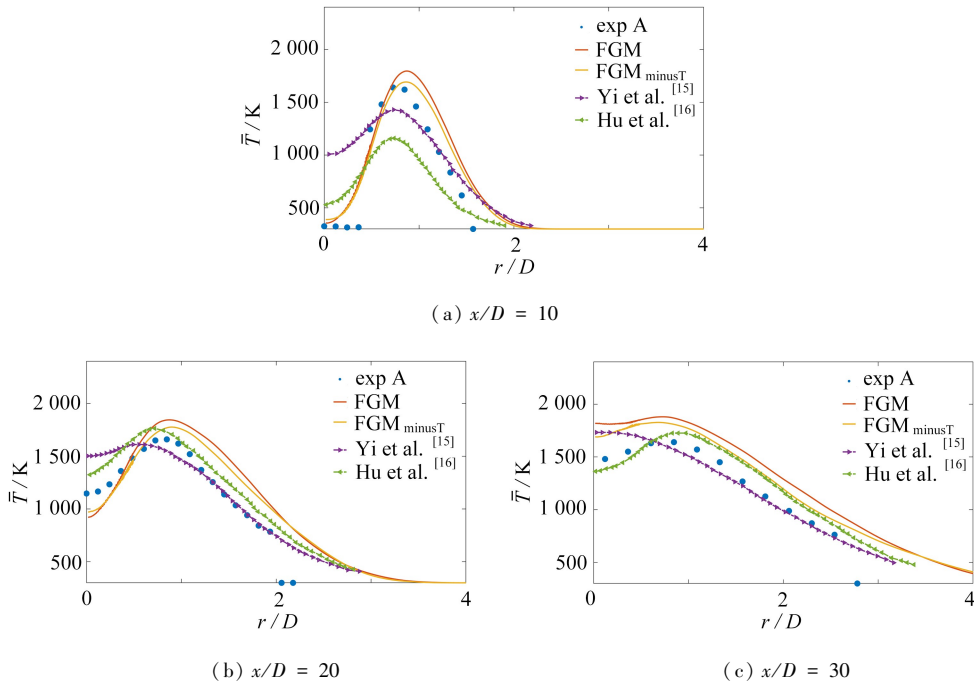 exp A
FGM
FGM minusT
Yi et al. [15]
Hu et al. [16]
2 000
1 500
1 000
500
T̄ / K
0
2
4
r / D
(a) x/D = 10
exp A
FGM
FGM minusT
Yi et al. [15]
Hu et al. [16]
2 000
1 500
1 000
500
T̄ / K
0
2
4
r / D
(b) x/D = 20
exp A
FGM
FGM minusT
Yi et al. [15]
Hu et al. [16]
2 000
1 500
1 000
500
T̄ / K
0
2
4
r / D
(c) x/D = 30